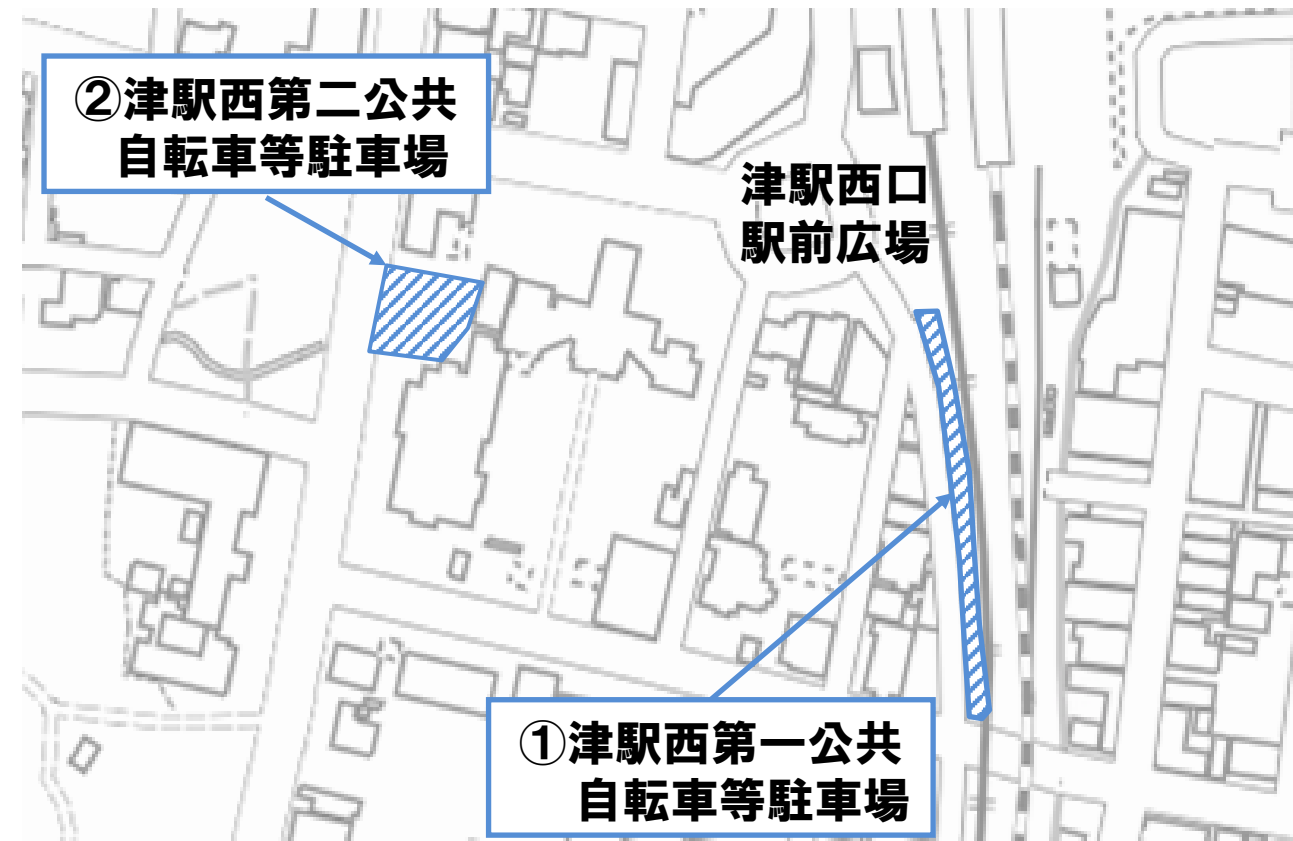 ②津駅西第二公共
自転車等駐車場
津駅西口
駅前広場
①津駅西第一公共
自転車等駐車場